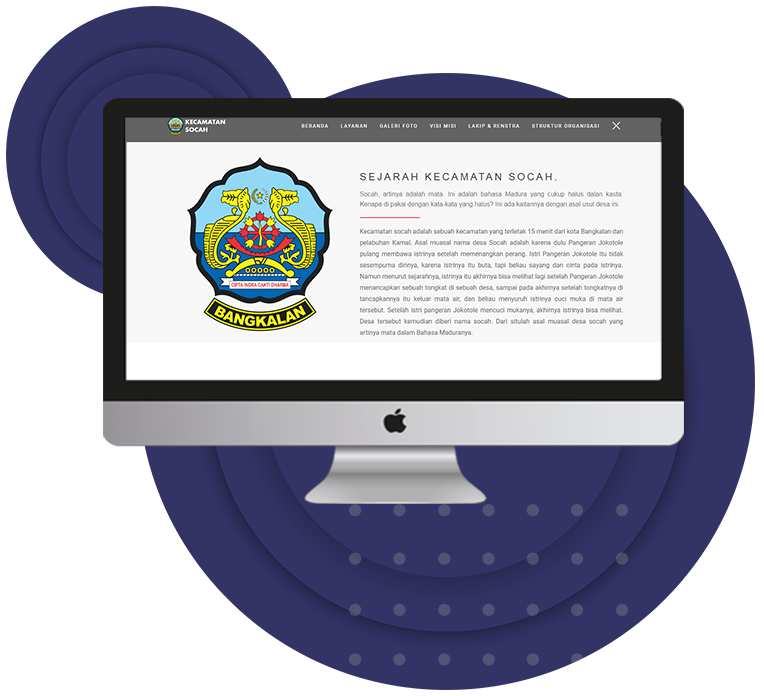 KECAMATAN
SOCAH
BERANDA LAYANAN GALERI FOTO VISI MISI LAKIP & RENSTRA STRUKTUR ORGANISASI
SEJARAH KECAMATAN SOCAH.
Socah, artinya adalah mata. Ini adalah bahasa Madura yang cukup halus dalan kasta.
Kenapa di pakai dengan kata-kata yang halus? Ini ada kaitannya dengan asal usul desa ini.
Kecamatan socah adalah sebuah kecamatan yang terletak 15 menit dari kota Bangkalan dan
pelabuhan Kamal. Asal muasal nama desa Socah adalah karena dulu Pangeran Jokotole
pulang membawa istrinya setelah memenangkan perang. Istri Pangeran Jokotole itu tidak
sesempurna dirinya, karena istrinya itu buta, tapi beliau sayang dan cinta pada istrinya.
Namun menurut sejarahnya, istrinya itu akhirnya bisa melihat lagi setelah Pangeran Jokotole
menancapkan sebuah tongkat di sebuah desa, sampai pada akhirnya setelah tongkatnya di
tancapkannya itu keluar mata air, dan beliau menyuruh istrinya cuci muka di mata air
tersebut. Setelah istri pangeran Jokotole mencuci mukanya, akhirnya istrinya bisa melihat.
Desa tersebut kemudian diberi nama socah. Dari situlah asal muasal desa socah yang
artinya mata dalam Bahasa Maduranya.
CIPTA INDRA CAKTI DHARMA
BANGKALAN